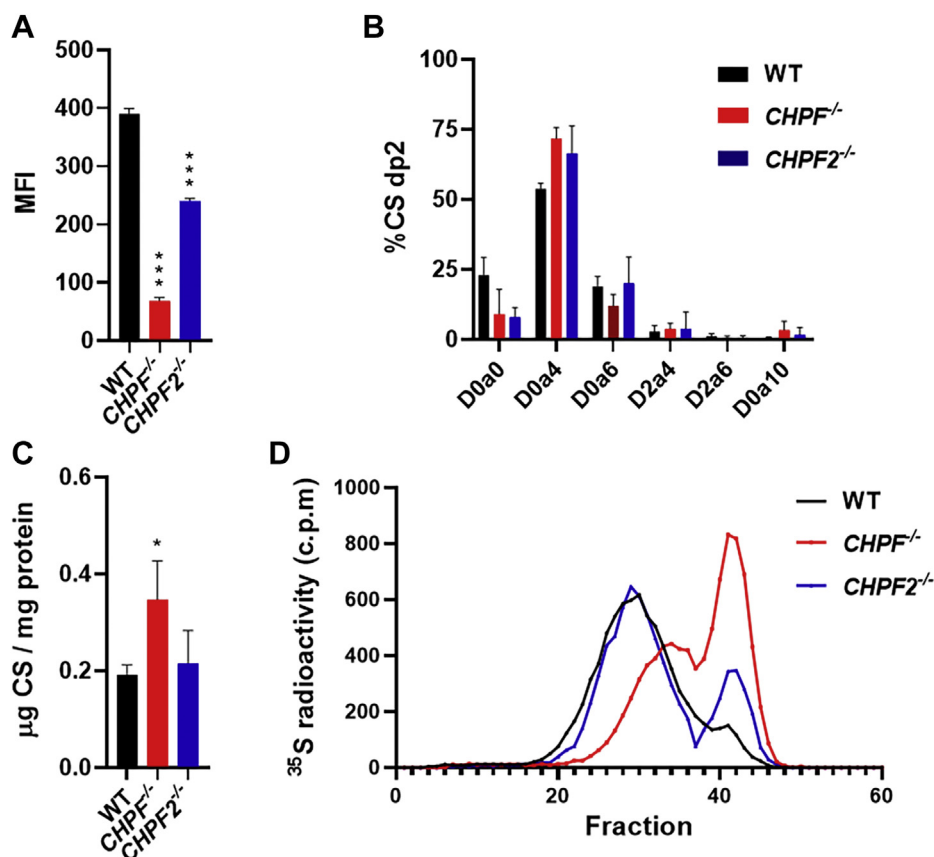 A
500
400
300
200
100
0
MFI
***
***
WT
CHPF-/-
CHPF2-/-
B
100
75
50
25
0
%CS dp2
WT
CHPF-/-
CHPF2-/-
D0a0
D0a4
D0a6
D2a4
D2a6
D0a10
C
0.6
0.4
0.2
0.0
µg CS / mg protein
*
WT
CHPF-/-
CHPF2-/-
D
1000
800
600
400
200
0
35S radioactivity (c.p.m)
WT
CHPF-/-
CHPF2-/-
0
20
40
60
Fraction